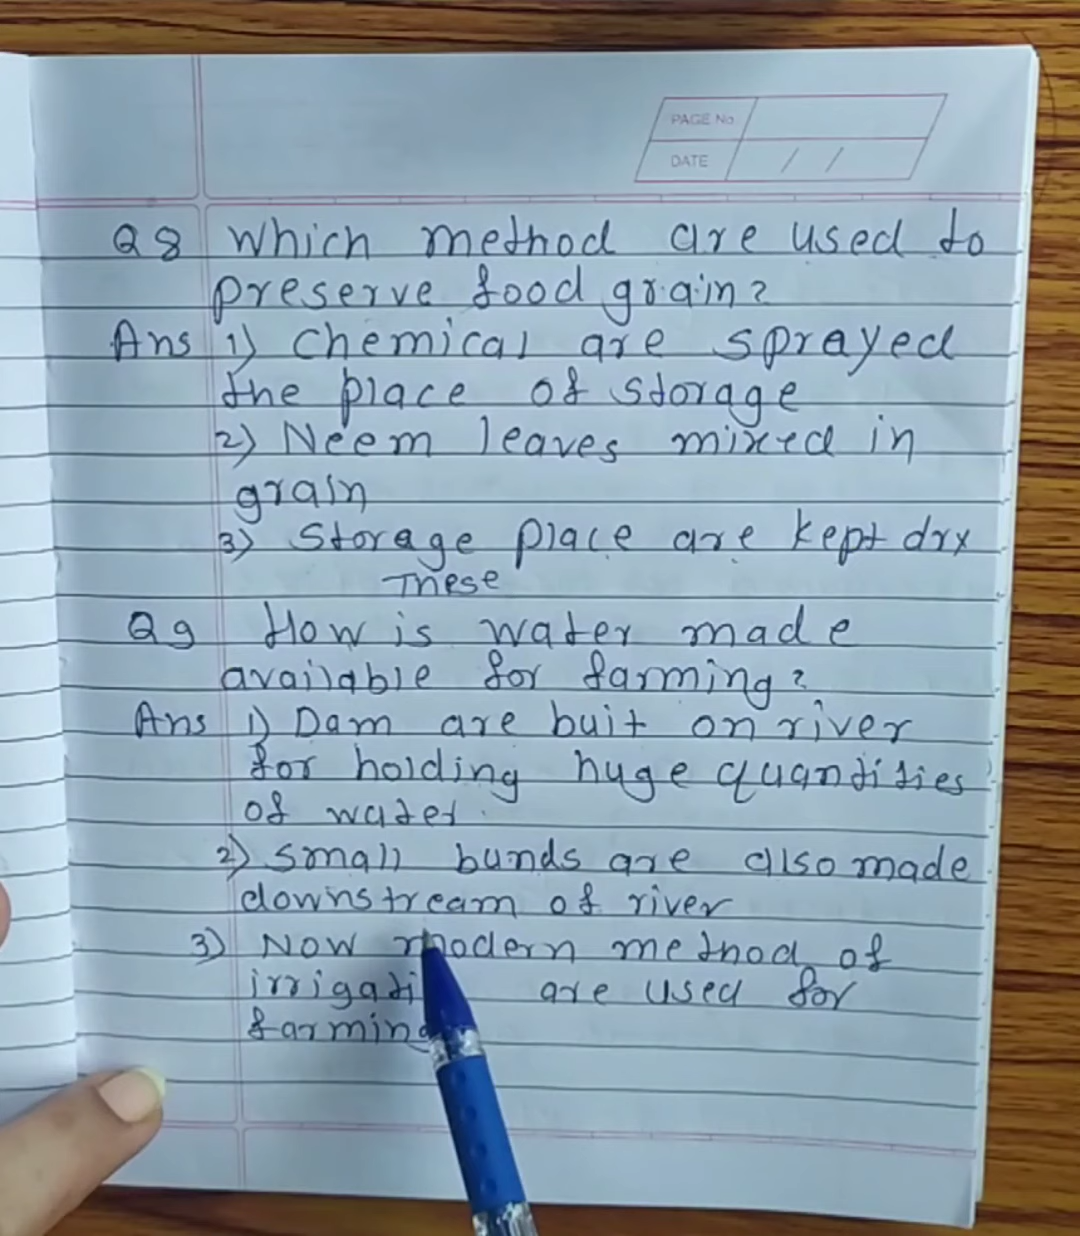 PAGE No.
DATE / /
Q8 Which method are used to
preserve food grain?
Ans 1) Chemical are sprayed
the place of storage
2) Neem leaves mixed in
grain
3) Storage place are kept dry
These
Q9 How is water made
available for farming?
Ans 1) Dam are buit on river
for holding huge quantities
of water.
2) Small bunds are also made
downstream of river
3) Now modern method of
are used for
farming